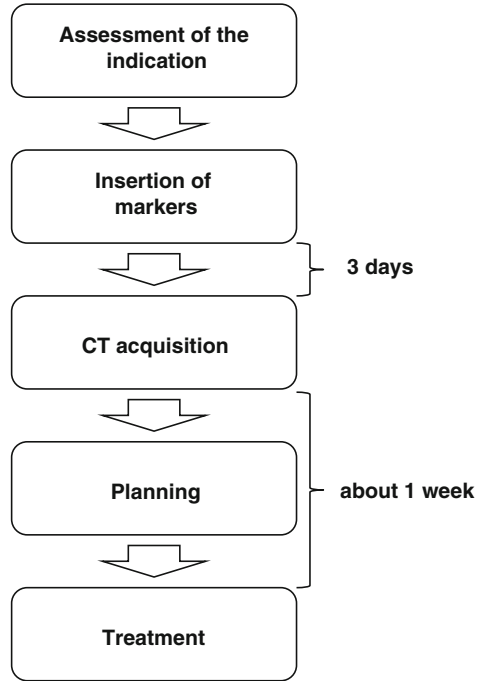 Assessment of the
indication
Insertion of
markers
3 days
CT acquisition
Planning
about 1 week
Treatment